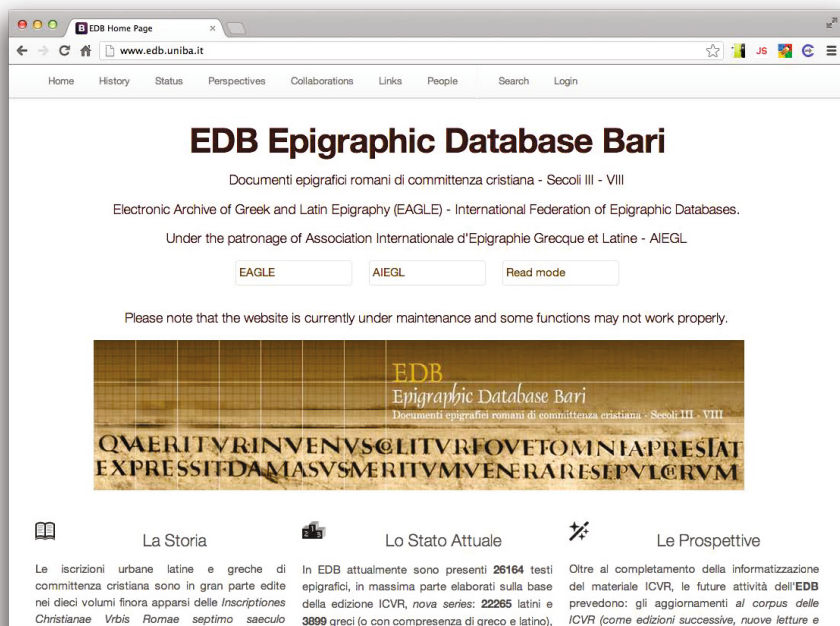 EDB Home Page
www.edb.uniba.it
JS
Home History Status Perspectives Collaborations Links People Search Login
EDB Epigraphic Database Bari
Documenti epigrafici romani di committenza cristiana - Secoli III - VIII
Electronic Archive of Greek and Latin Epigraphy (EAGLE) - International Federation of Epigraphic Databases.
Under the patronage of Association Internationale d'Epigraphie Grecque et Latine - AIEGL
EAGLE AIEGL Read mode
Please note that the website is currently under maintenance and some functions may not work properly.
EDB
Epigraphic Database Bari
Documenti epigrafici romani di committenza cristiana - Secoli III - VIII
QVAERITVRINVENVSCOLITVRFOVETOMNIAPRESTAT
EXPRESSITDAMASVSMERITVMVENERARESEPVLCHRVM
La Storia
Le iscrizioni urbane latine e greche di
committenza cristiana sono in gran parte edite
nei dieci volumi finora apparsi delle Inscriptiones
Christianae Vrbis Romae septimo saeculo
Lo Stato Attuale
In EDB attualmente sono presenti 26164 testi
epigrafici, in massima parte elaborati sulla base
della edizione ICVR, nova series: 22265 latini e
3899 greci (o con compresenza di greco e latino),
Le Prospettive
Oltre al completamento della informatizzazione
del materiale ICVR, le future attività dell'EDB
prevedono: gli aggiornamenti al corpus delle
ICVR (come edizioni successive, nuove letture e